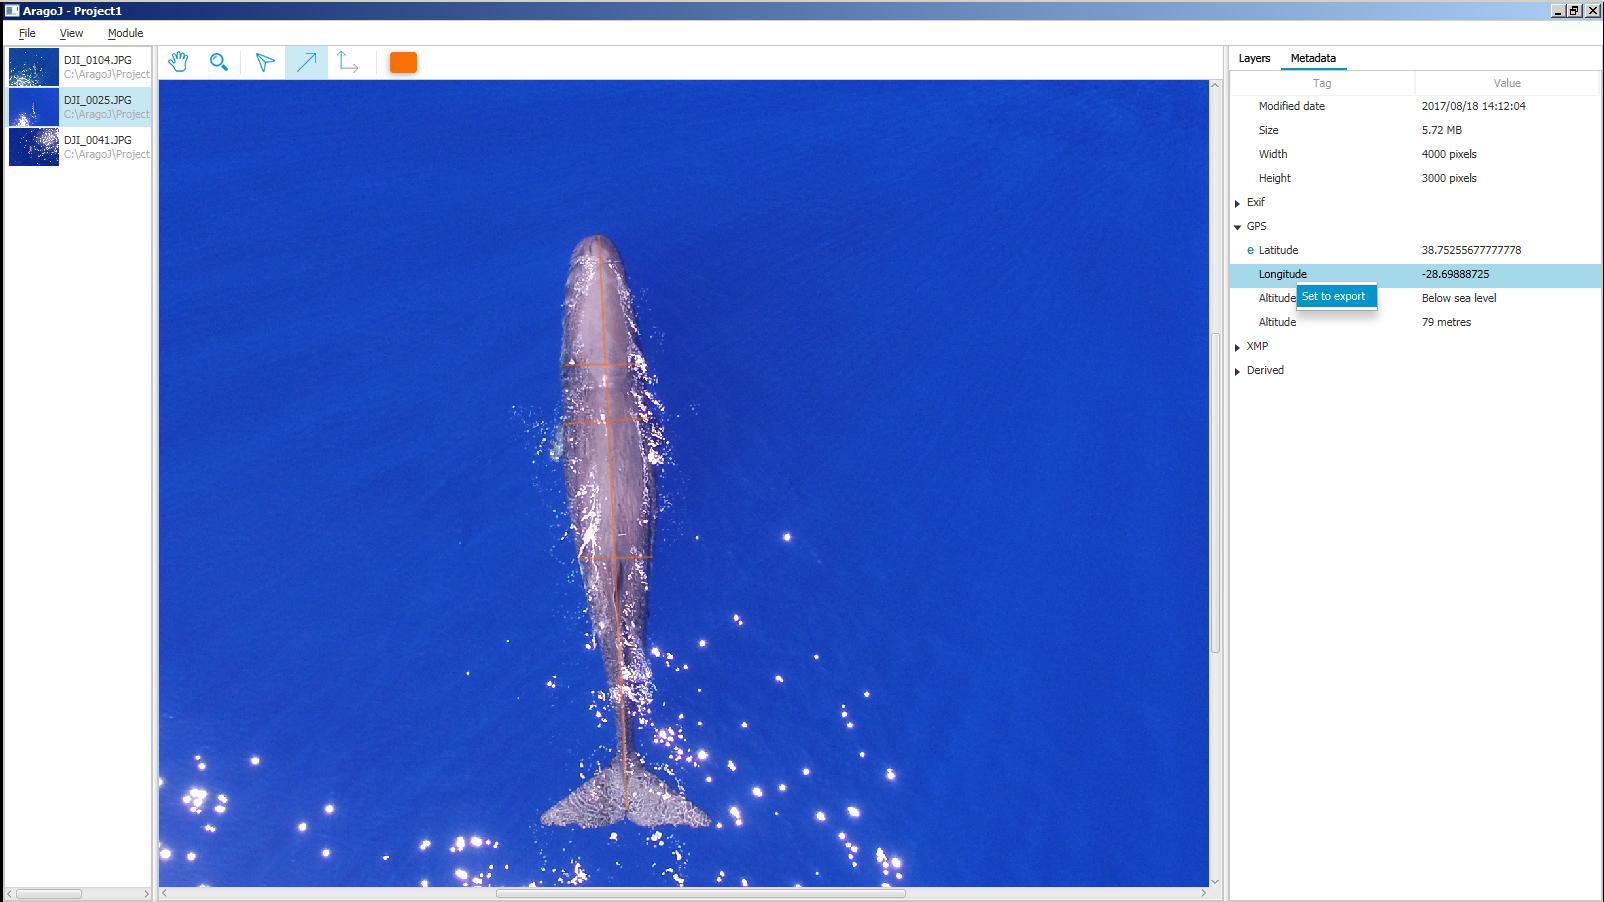 AragoJ - Project1
File View Module
DJI_0104.JPG
C:\AragoJ\Project
DJI_0025.JPG
C:\AragoJ\Project
DJI_0041.JPG
C:\AragoJ\Project
Layers Metadata
Tag Value
Modified date 2017/08/18 14:12:04
Size 5.72 MB
Width 4000 pixels
Height 3000 pixels
Exif
GPS
e Latitude 38.75255677777778
Longitude -28.69888725
Altitude Below sea level
Set to export
Altitude 79 metres
XMP
Derived